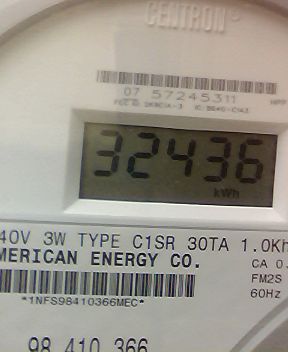 CENTRON®
07 57245311
32436
kWh
40V 3W TYPE C1SR 30TA 1.0Kh
MERICAN ENERGY CO.
CA 0.
FM2S
60Hz
*1NFS98410366MEC*
98 410 366